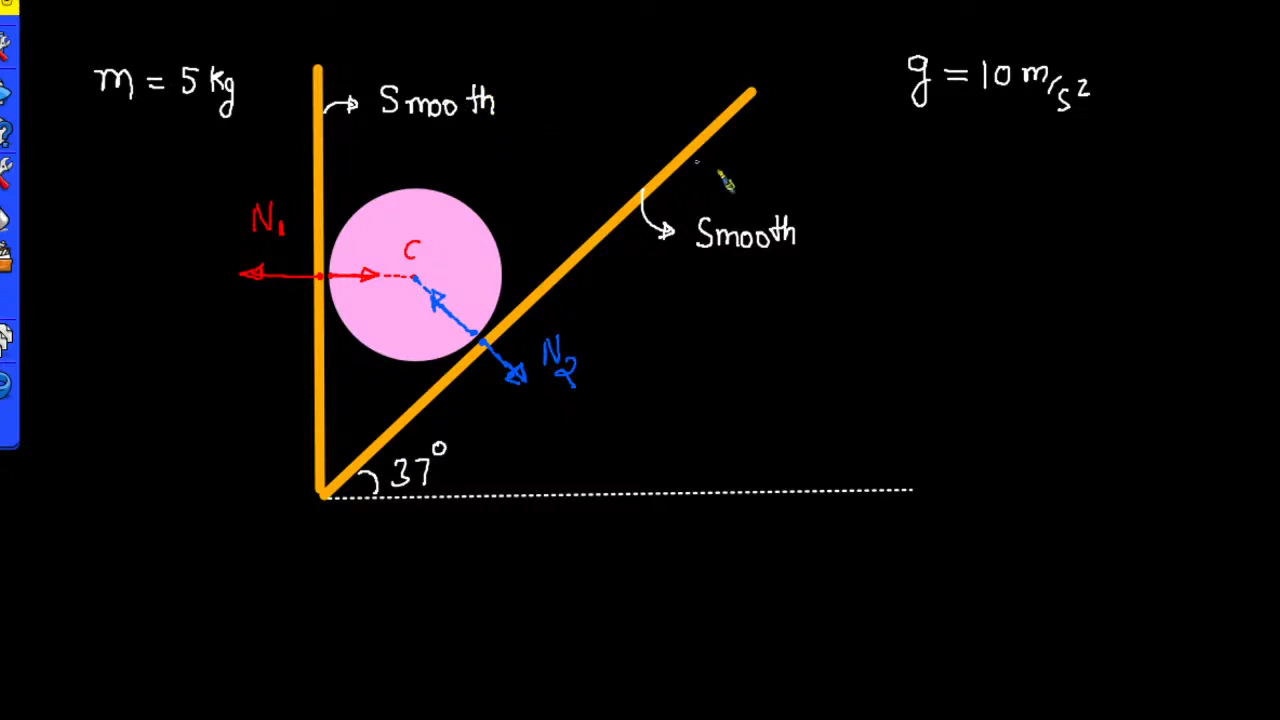 m = 5 kg
Smooth
g = 10 m/s²
N₁
C
Smooth
N₂
37°